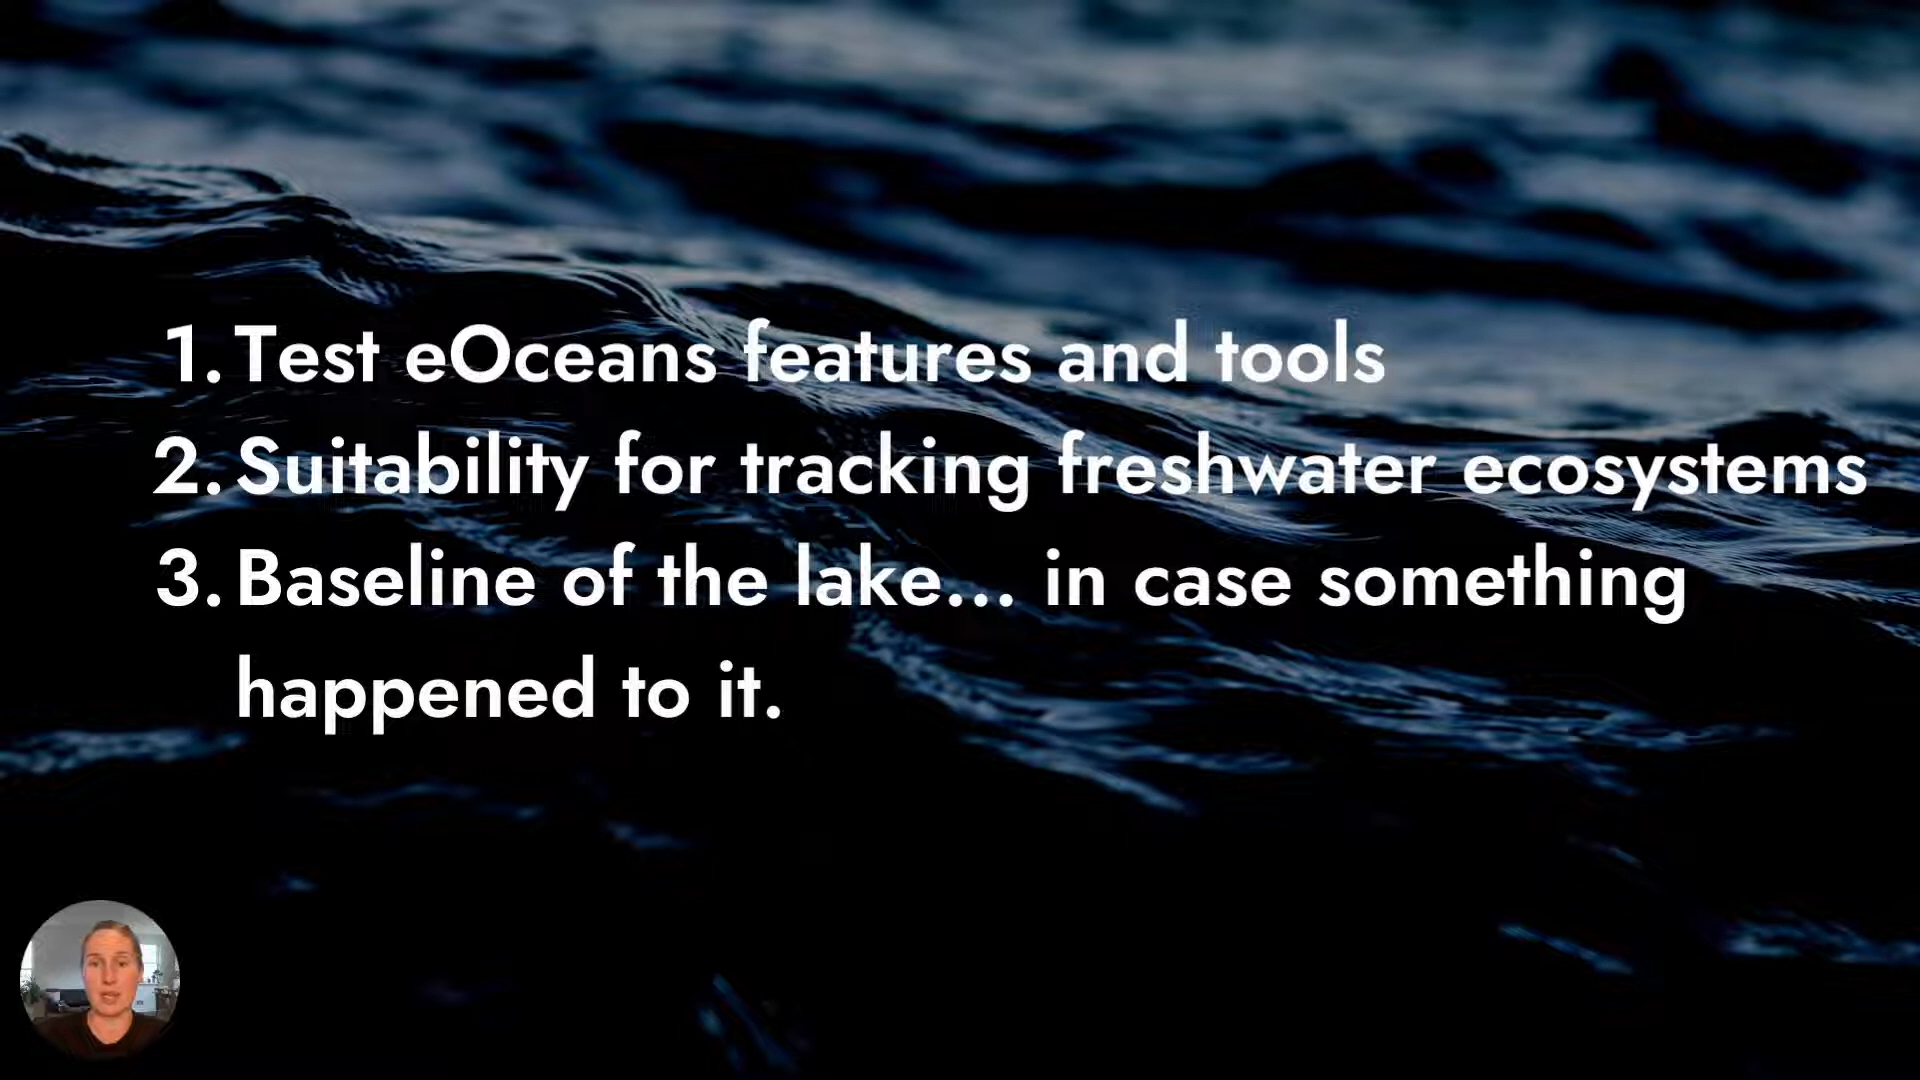 1. Test eOceans features and tools
2. Suitability for tracking freshwater ecosystems
3. Baseline of the lake... in case something
happened to it.